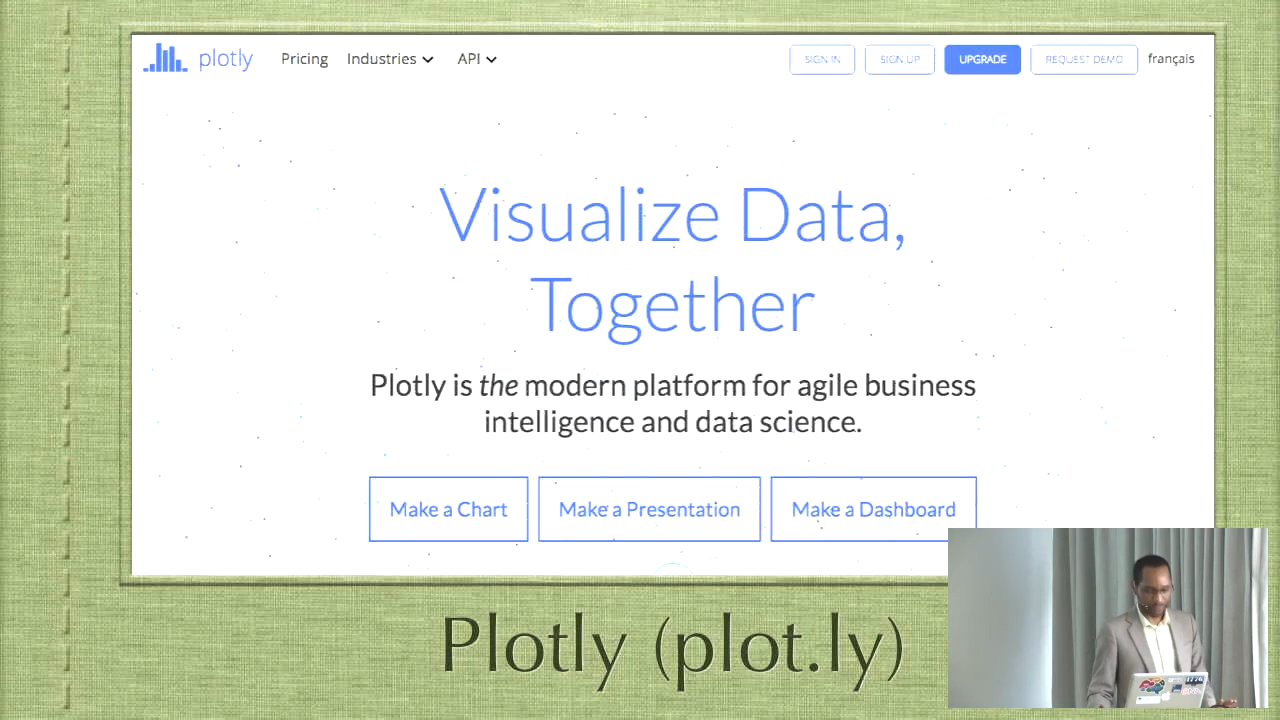 plotly
Pricing
Industries
API
SIGN IN
SIGN UP
UPGRADE
REQUEST DEMO
français
Visualize Data,
Together
Plotly is the modern platform for agile business
intelligence and data science.
Make a Chart
Make a Presentation
Make a Dashboard
Plotly (plot.ly)
1776